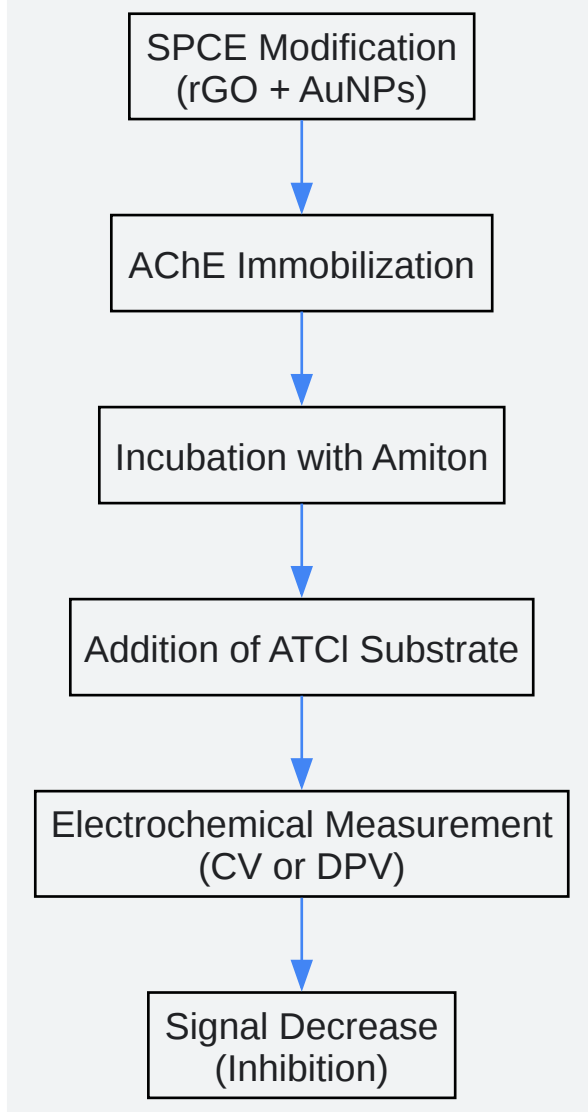 SPCE Modification
(rGO + AuNPs)
AChE Immobilization
Incubation with Amiton
Addition of ATCl Substrate
Electrochemical Measurement
(CV or DPV)
Signal Decrease
(Inhibition)